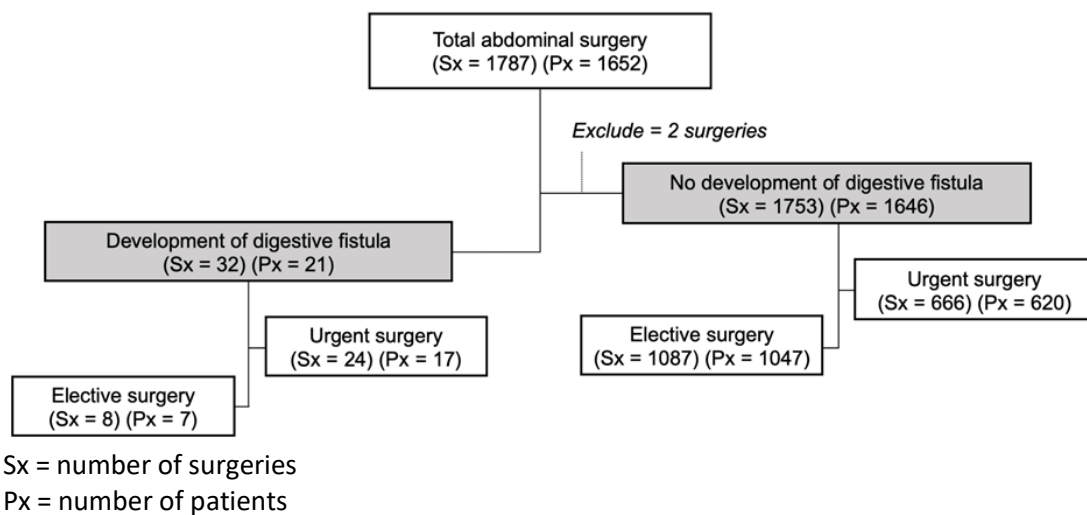 Total abdominal surgery
(Sx = 1787) (Px = 1652)
Exclude = 2 surgeries
No development of digestive fistula
(Sx = 1753) (Px = 1646)
Development of digestive fistula
(Sx = 32) (Px = 21)
Urgent surgery
(Sx = 666) (Px = 620)
Urgent surgery
(Sx = 24) (Px = 17)
Elective surgery
(Sx = 1087) (Px = 1047)
Elective surgery
(Sx = 8) (Px = 7)
Sx = number of surgeries
Px = number of patients